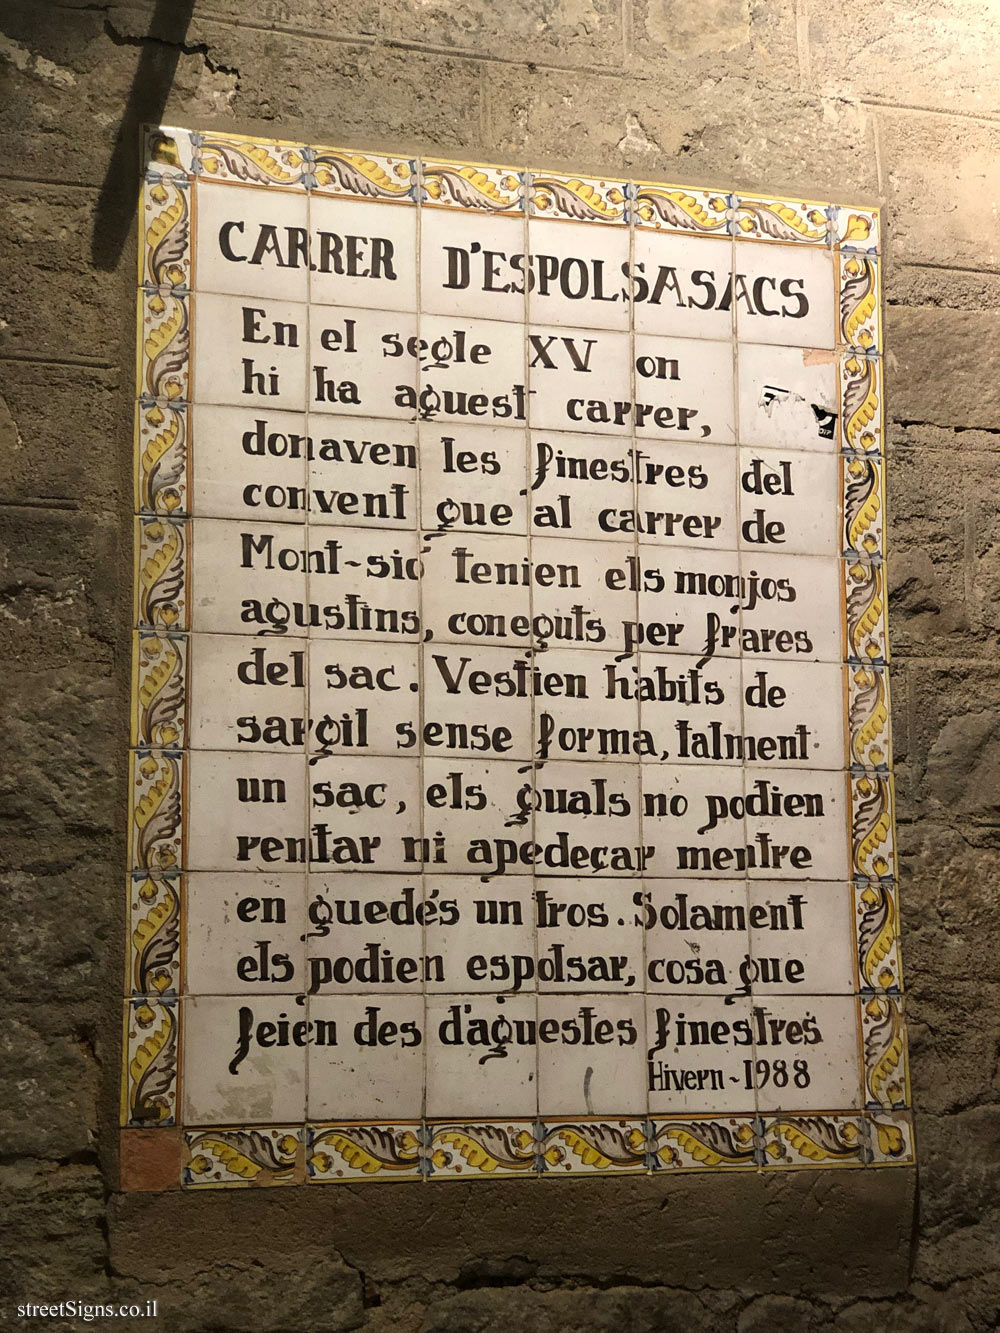 CARRER D'ESPOLSASACS
En el segle XV on
hi ha aquest carrer,
donaven les finestres del
convent que al carrer de
Mont-sió tenien els monjos
agustins, coneguts per frares
del sac. Vestien hàbits de
sargil sense forma, talment
un sac, els quals no podien
rentar ni apedeçar mentre
en quedés un tros. Solament
els podien espolsar, cosa que
feien des d'aquestes finestres
Hivern - 1988
streetSigns.co.il